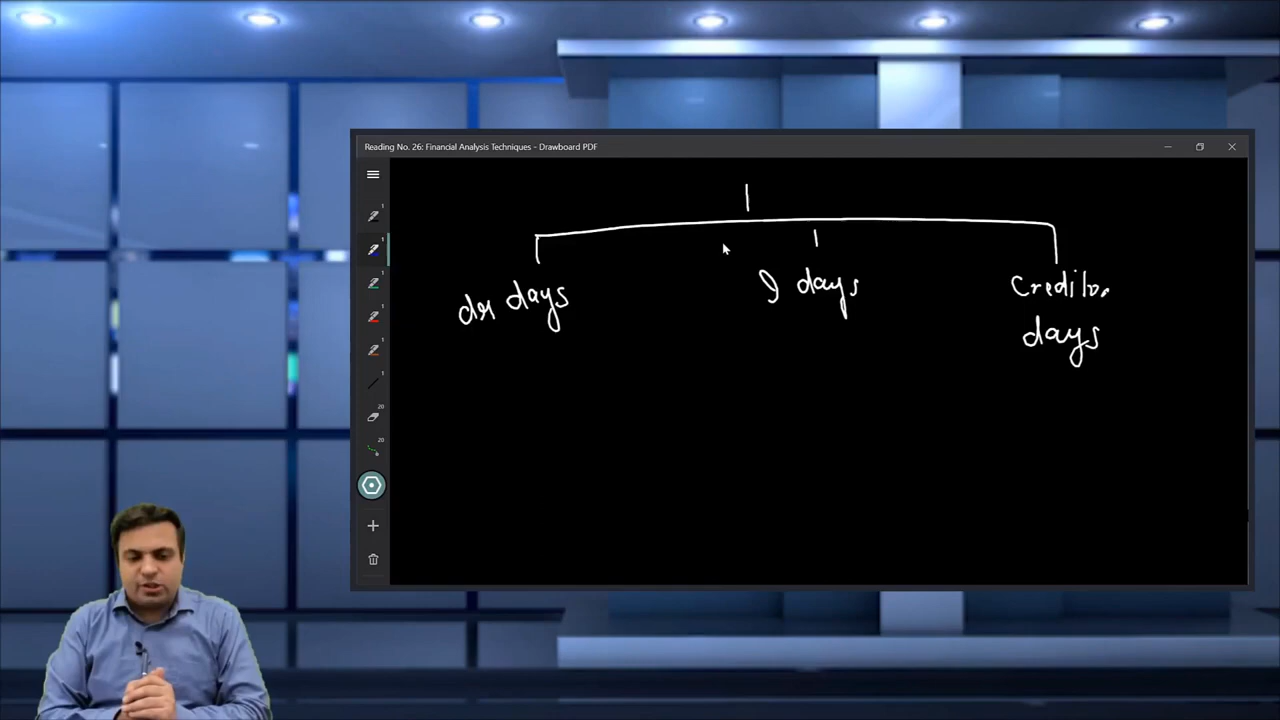 Reading No. 26: Financial Analysis Techniques - Drawboard PDF
dr days
I days
Creditor
days